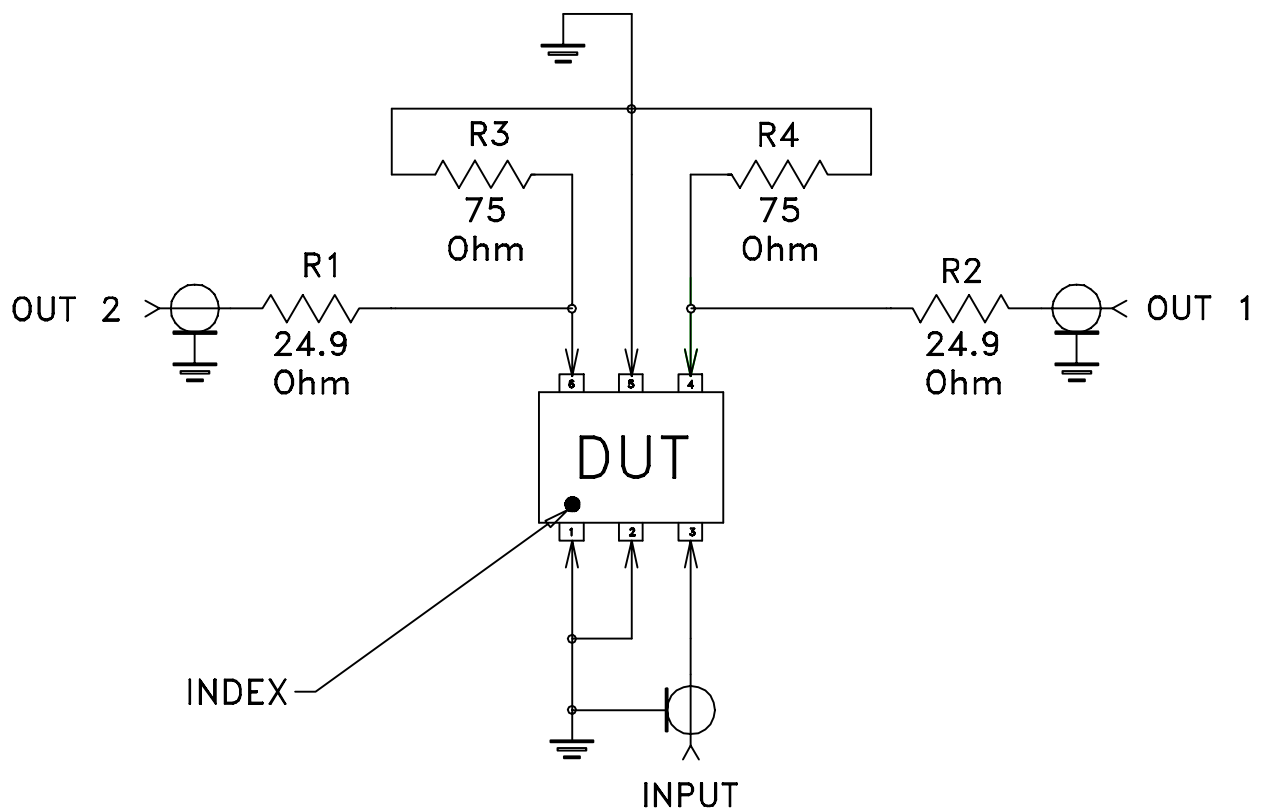 R3
75
Ohm
R4
75
Ohm
OUT 2
R1
24.9
Ohm
R2
24.9
Ohm
OUT 1
6
5
4
DUT
1
2
3
INDEX
INPUT